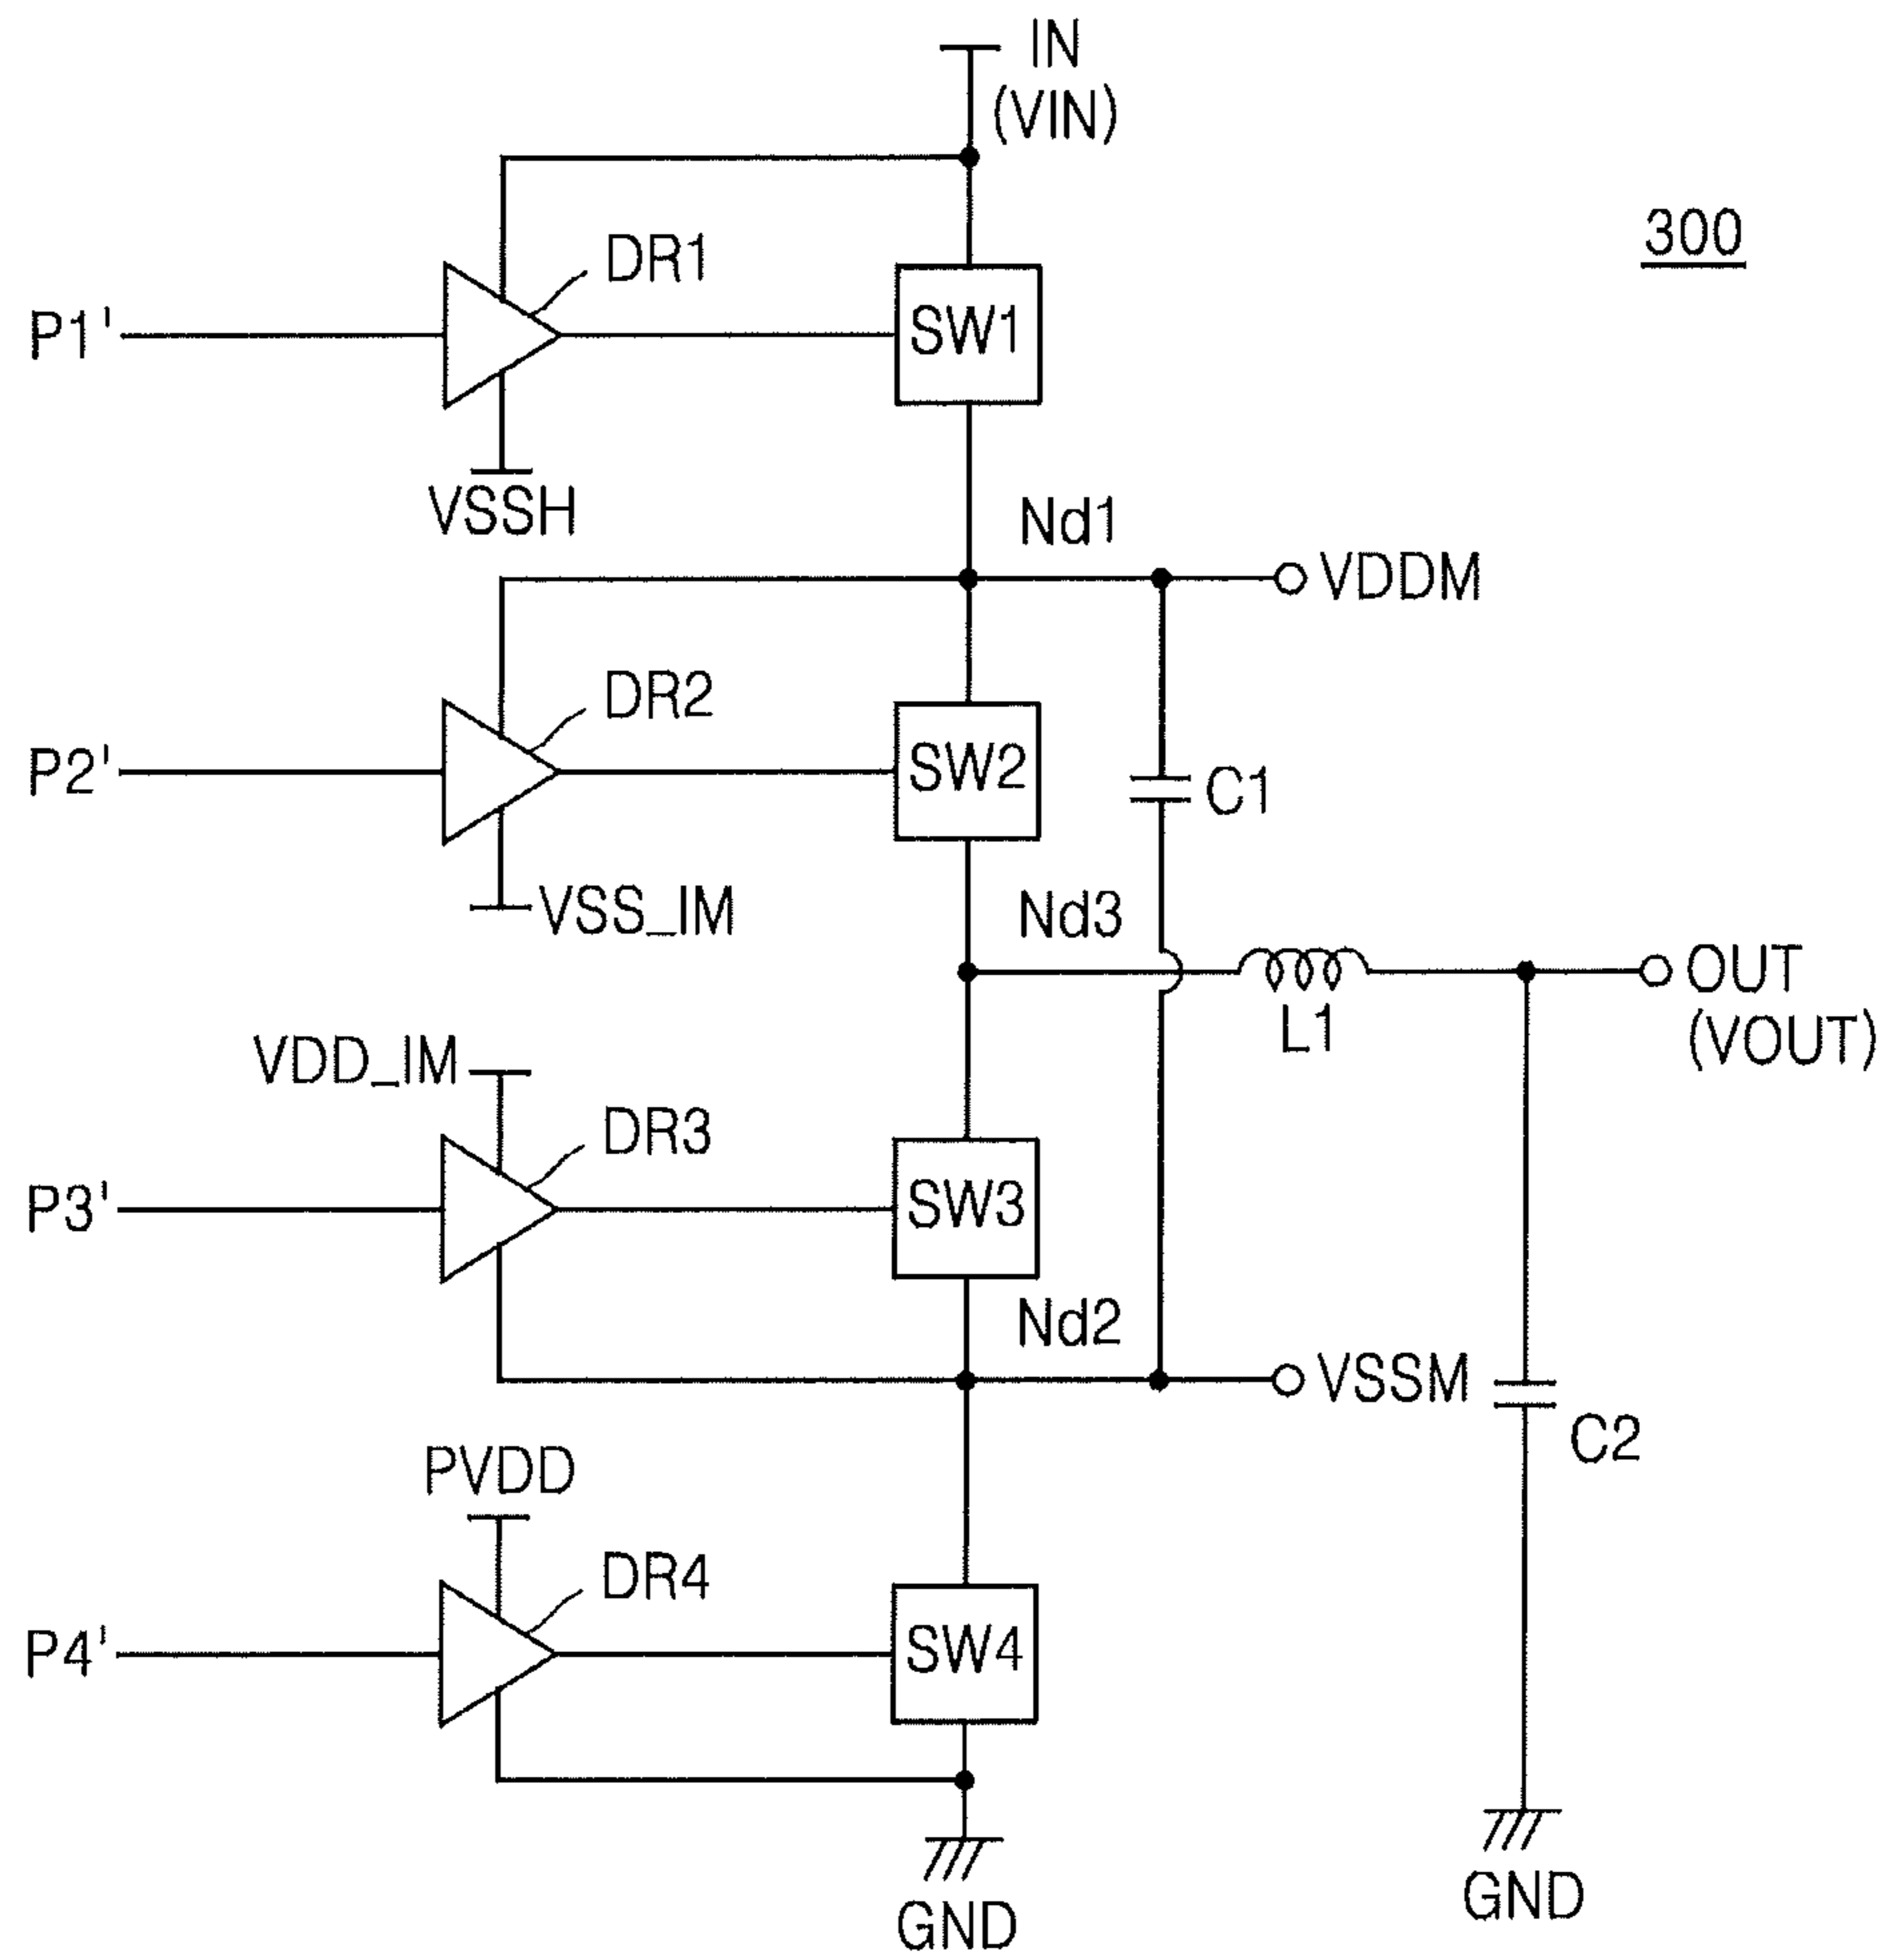 IN
(VIN)
300
DR1
P1'
SW1
VSSH
Nd1
VDDM
DR2
P2'
SW2
C1
VSS_IM
Nd3
OUT
(VOUT)
L1
VDD_IM
DR3
P3'
SW3
Nd2
VSSM
C2
PVDD
DR4
P4'
SW4
GND
GND